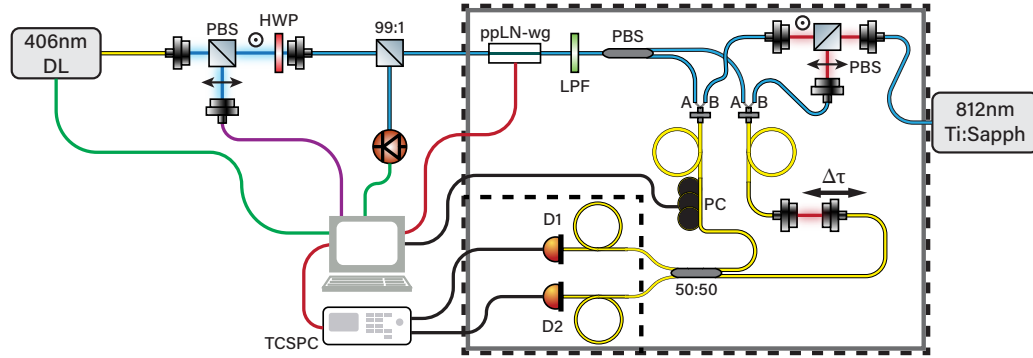 406nm
DL
PBS
HWP
99:1
ppLN-wg
LPF
PBS
PBS
812nm
Ti:Sapph
A
B
A
B
PC
Δτ
D1
D2
50:50
TCSPC